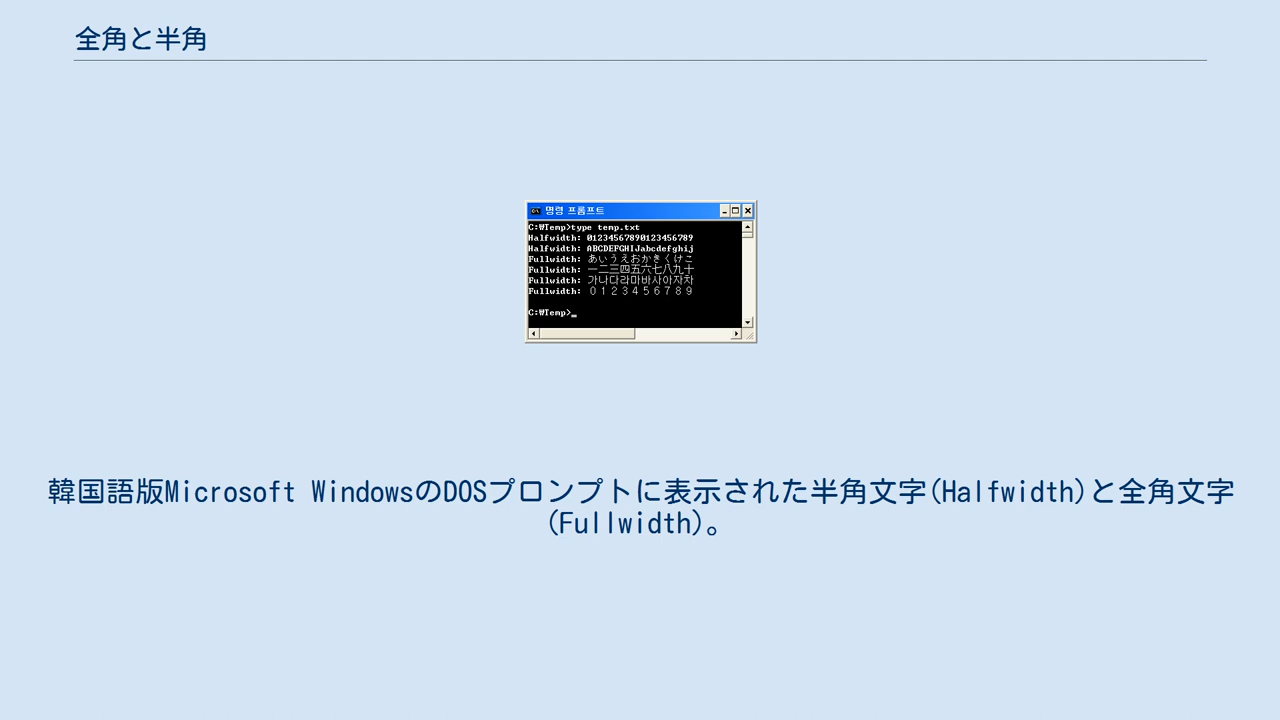 全角と半角
명령 프롬프트
C:₩Temp>type temp.txt
Halfwidth: 01234567890123456789
Halfwidth: ABCDEFGHIJabcdefghij
Fullwidth: あいうえおかきくけこ
Fullwidth: 一二三四五六七八九十
Fullwidth: 가나다라마바사아자차
Fullwidth: ０１２３４５６７８９
C:₩Temp>_
韓国語版Microsoft WindowsのDOSプロンプトに表示された半角文字(Halfwidth)と全角文字
(Fullwidth)。